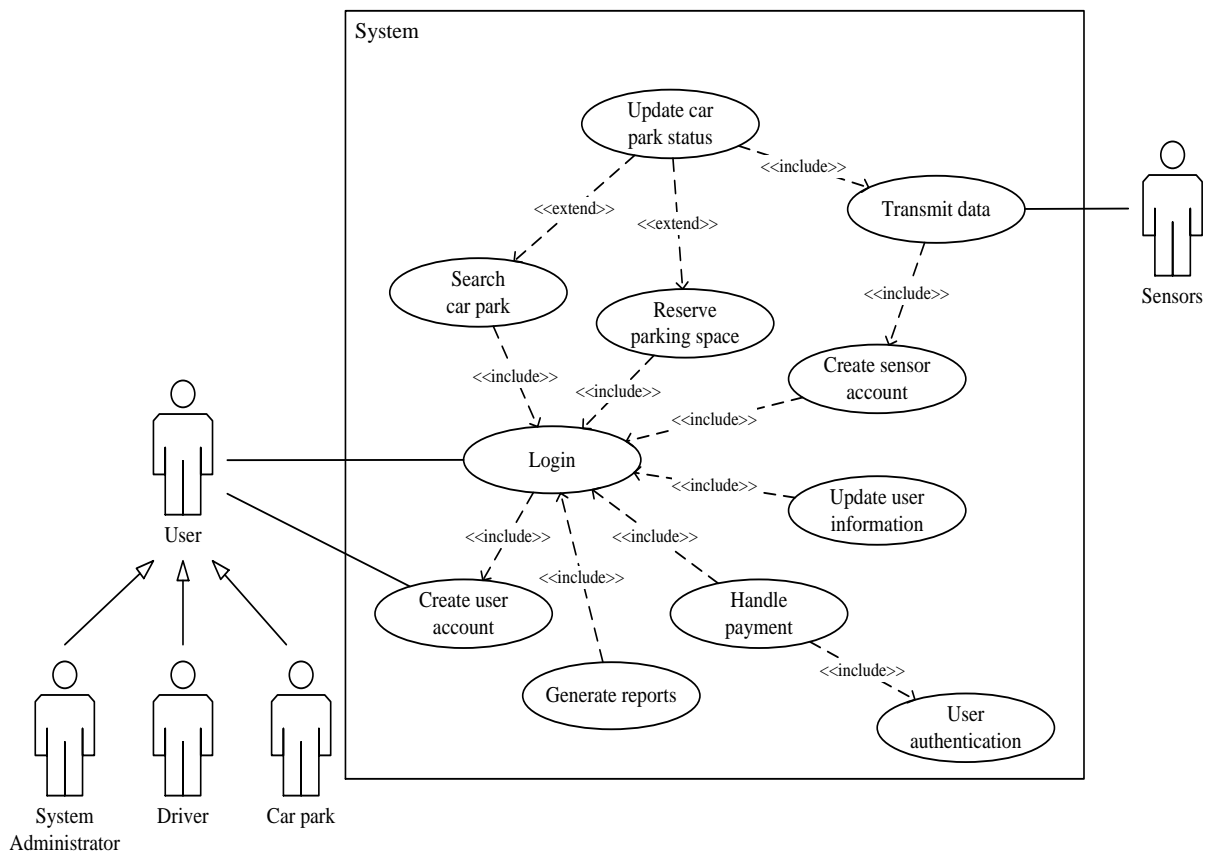 System
Update car
park status
<<include>>
Transmit data
<<extend>>
<<extend>>
Search
car park
Reserve
parking space
<<include>>
Sensors
Create sensor
account
<<include>>
<<include>>
<<include>>
Login
<<include>>
Update user
information
User
<<include>>
<<include>>
<<include>>
Create user
account
Handle
payment
<<include>>
Generate reports
User
authentication
System
Administrator
Driver
Car park